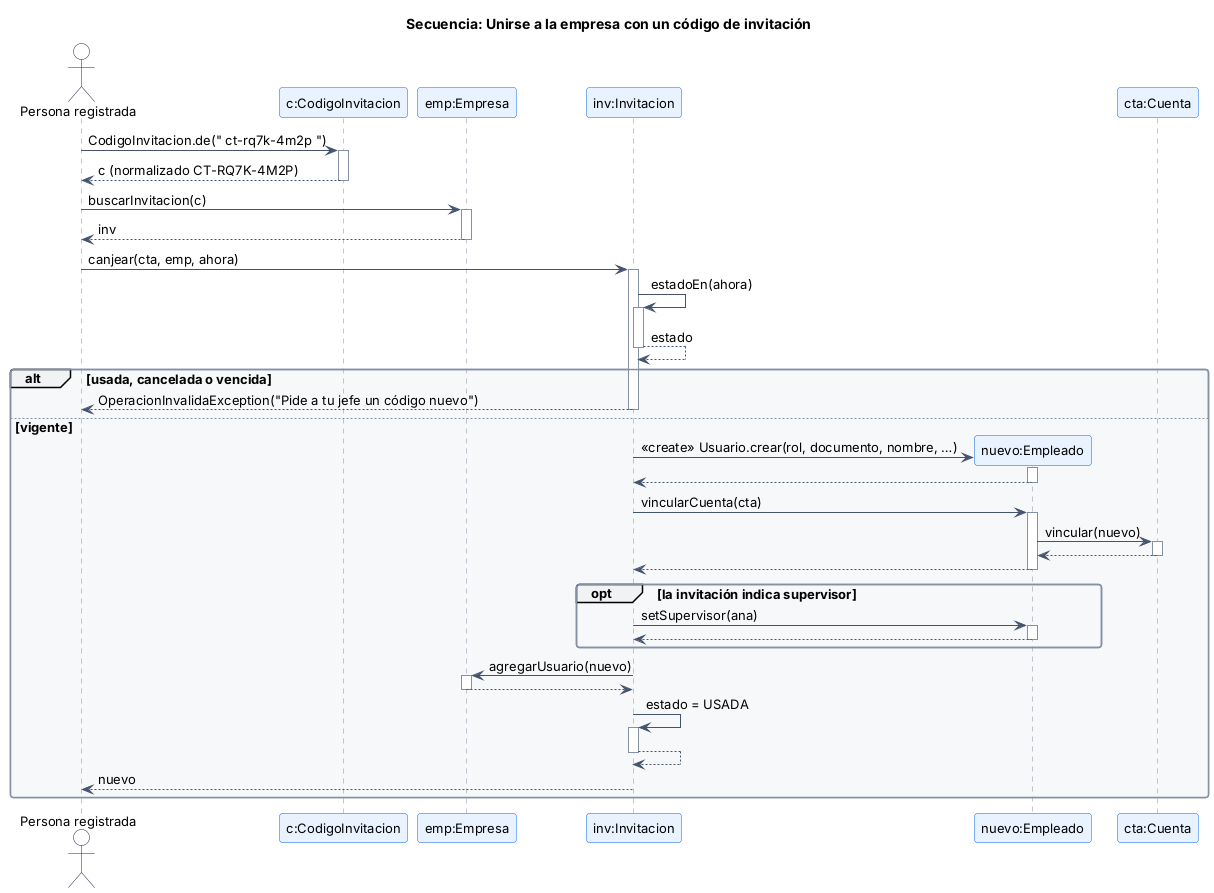 Secuencia: Unirse a la empresa con un código de invitación
Persona registrada
c:CodigoInvitacion
emp:Empresa
inv:Invitacion
cta:Cuenta
CodigoInvitacion.de(" ct-rq7k-4m2p ")
c (normalizado CT-RQ7K-4M2P)
buscarInvitacion(c)
inv
canjear(cta, emp, ahora)
estadoEn(ahora)
estado
alt
[usada, cancelada o vencida]
OperacionInvalidaException("Pide a tu jefe un código nuevo")
[vigente]
«create» Usuario.crear(rol, documento, nombre, ...)
nuevo:Empleado
vincularCuenta(cta)
vincular(nuevo)
opt
[la invitación indica supervisor]
setSupervisor(ana)
agregarUsuario(nuevo)
estado = USADA
nuevo
Persona registrada
c:CodigoInvitacion
emp:Empresa
inv:Invitacion
nuevo:Empleado
cta:Cuenta